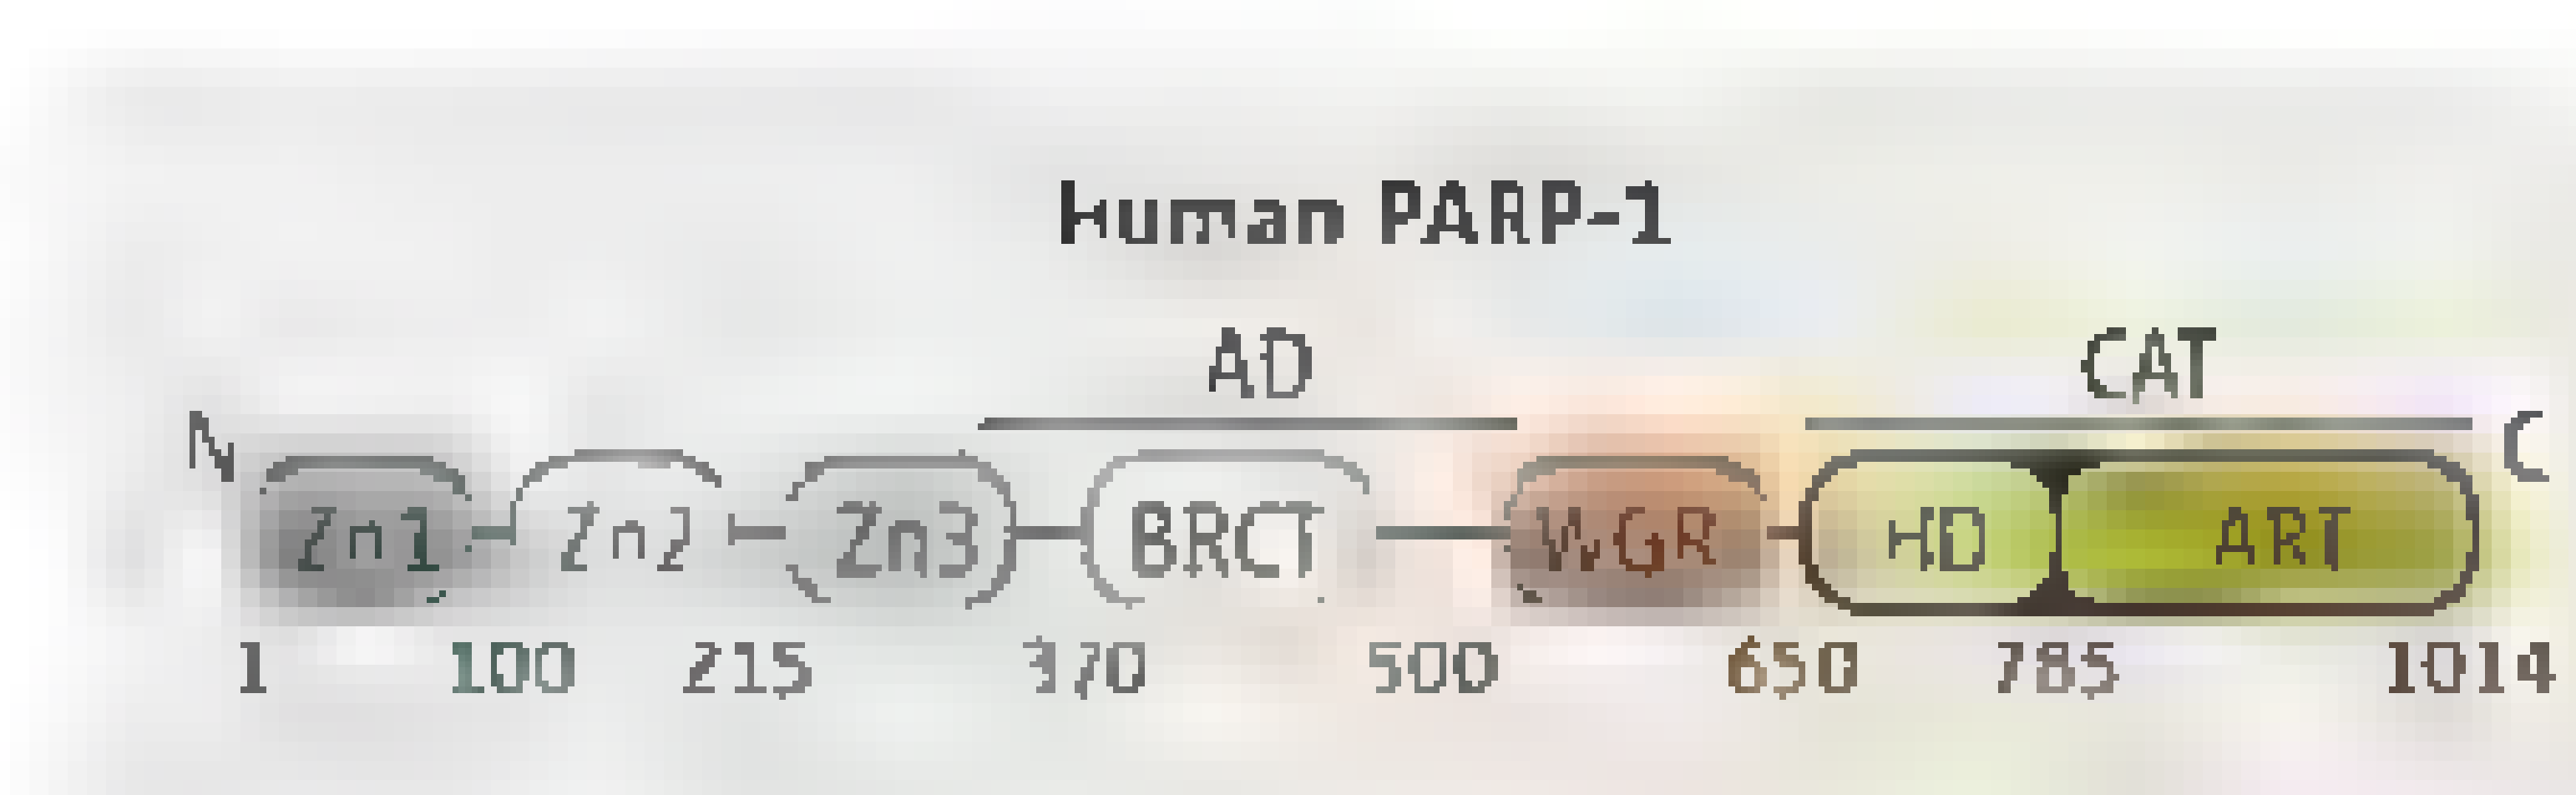 human PARP-1
AD CAT
N Zn1 Zn2 Zn3 BRCT WGR HD ART C
1 100 215 370 500 650 785 1014